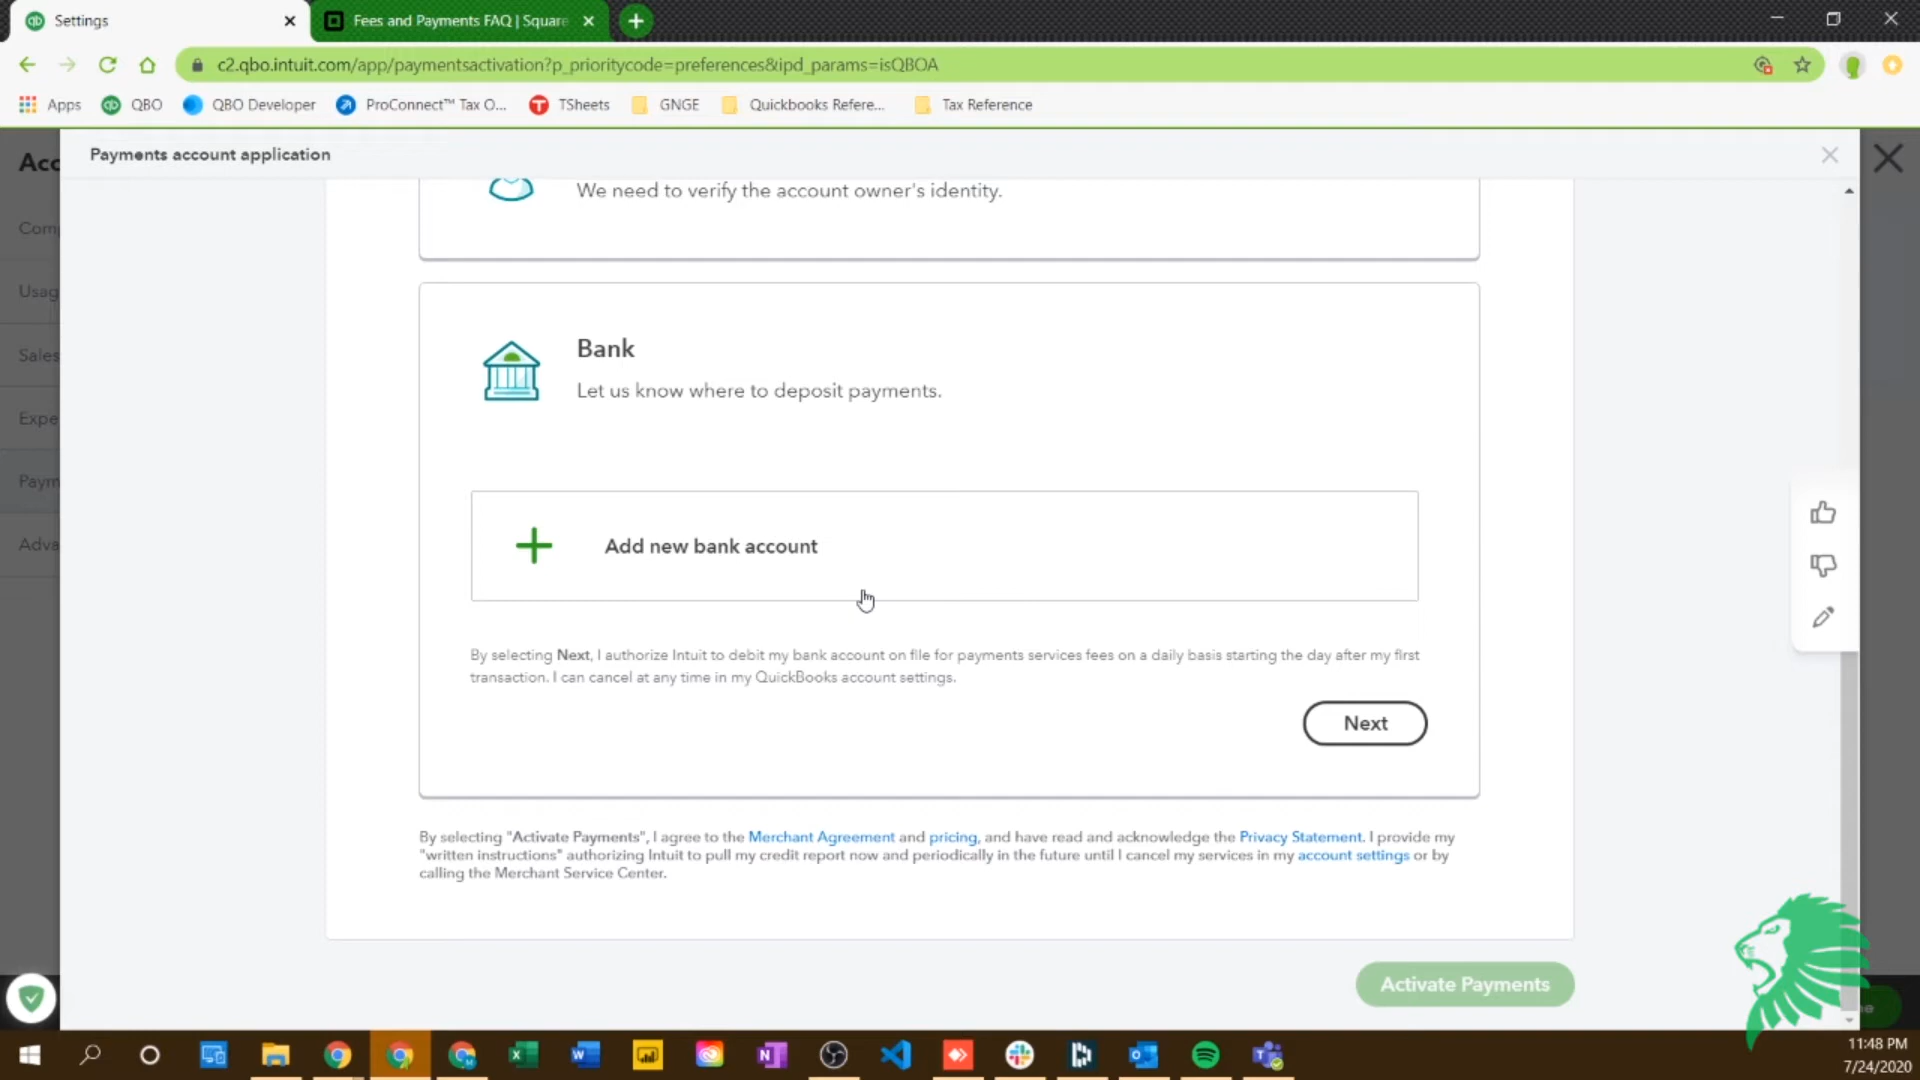 Settings
Fees and Payments FAQ | Square
c2.qbo.intuit.com/app/paymentsactivation?p_prioritycode=preferences&ipd_params=isQBOA
Apps
QBO
QBO Developer
ProConnect™ Tax O...
TSheets
GNGE
Quickbooks Refere...
Tax Reference
Acc
Payments account application
We need to verify the account owner's identity.
Com
Usag
Sales
Expe
Paym
Adva
Bank
Let us know where to deposit payments.
Add new bank account
By selecting Next, I authorize Intuit to debit my bank account on file for payments services fees on a daily basis starting the day after my first
transaction. I can cancel at any time in my QuickBooks account settings.
Next
By selecting "Activate Payments", I agree to the Merchant Agreement and pricing, and have read and acknowledge the Privacy Statement. I provide my
"written instructions" authorizing Intuit to pull my credit report now and periodically in the future until I cancel my services in my account settings or by
calling the Merchant Service Center.
Activate Payments
11:48 PM
7/24/2020